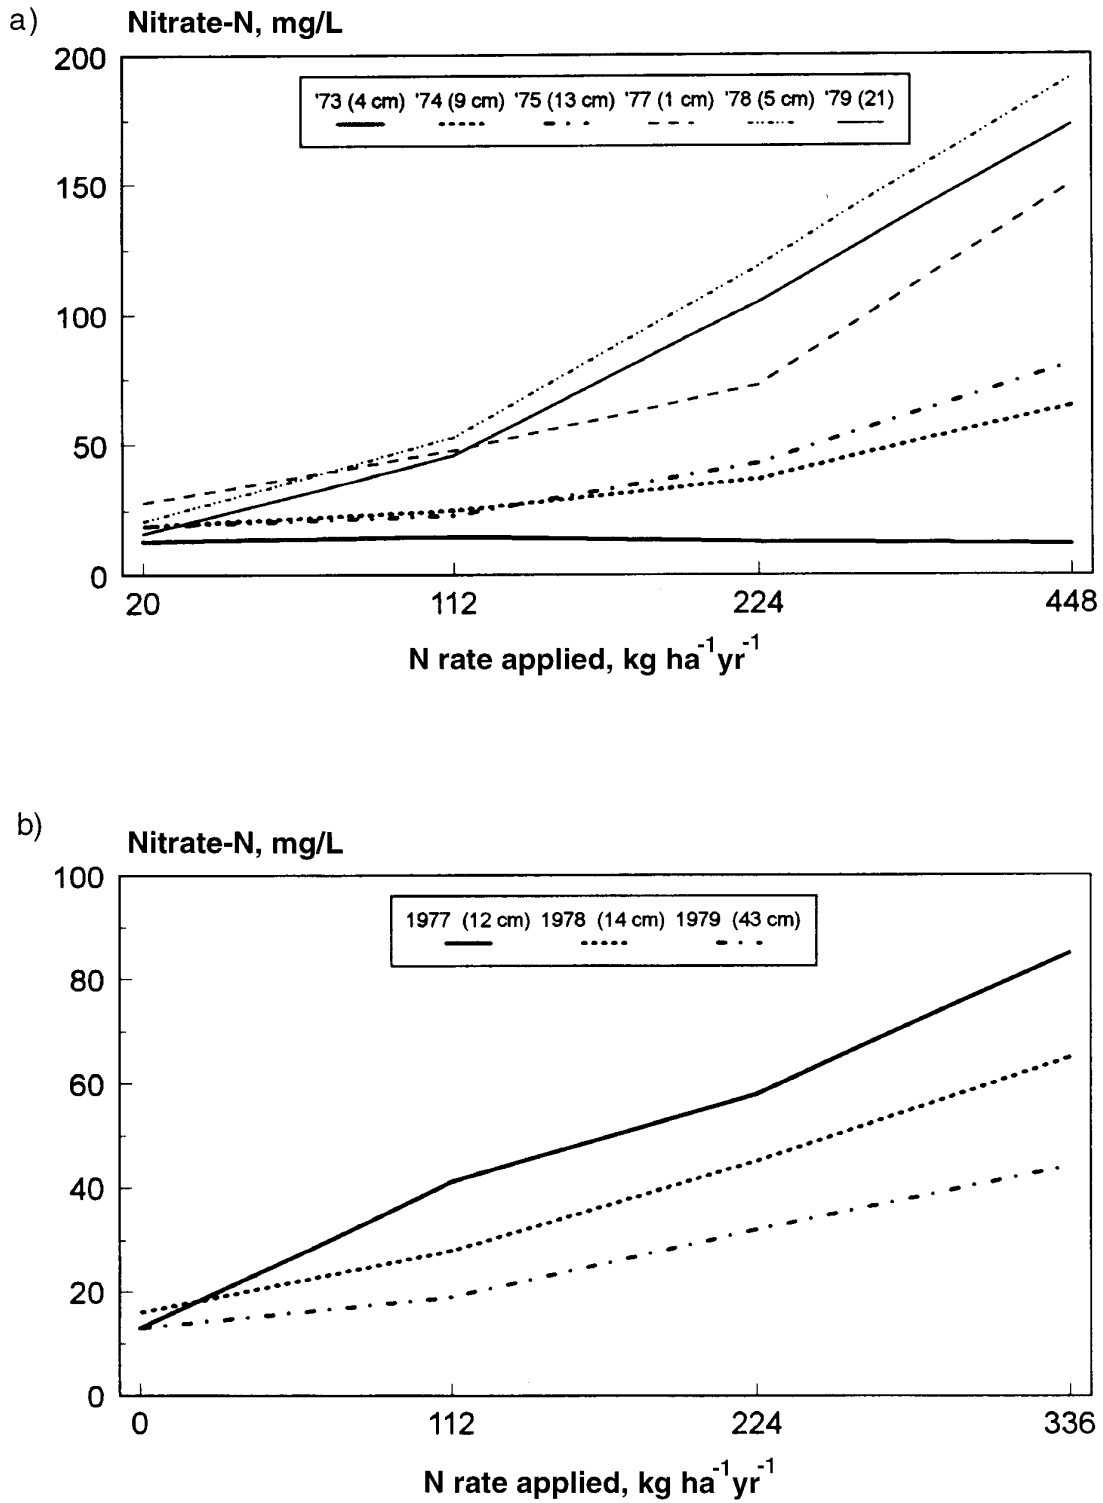 a)
Nitrate-N, mg/L
200
'73 (4 cm) '74 (9 cm) '75 (13 cm) '77 (1 cm) '78 (5 cm) '79 (21)
150
100
50
0
20 112 224 448
N rate applied, kg ha-1yr-1
b)
Nitrate-N, mg/L
100
1977 (12 cm) 1978 (14 cm) 1979 (43 cm)
80
60
40
20
0
0 112 224 336
N rate applied, kg ha-1yr-1